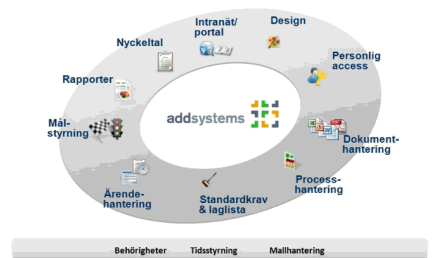 Intranät/
portal
Design
Nyckeltal
Personlig
access
Rapporter
addsystems
Mål-
styrning
Dokument-
hantering
Process-
hantering
Ärende-
hantering
Standardkrav
& laglista
Behörigheter Tidsstyrning Mallhantering